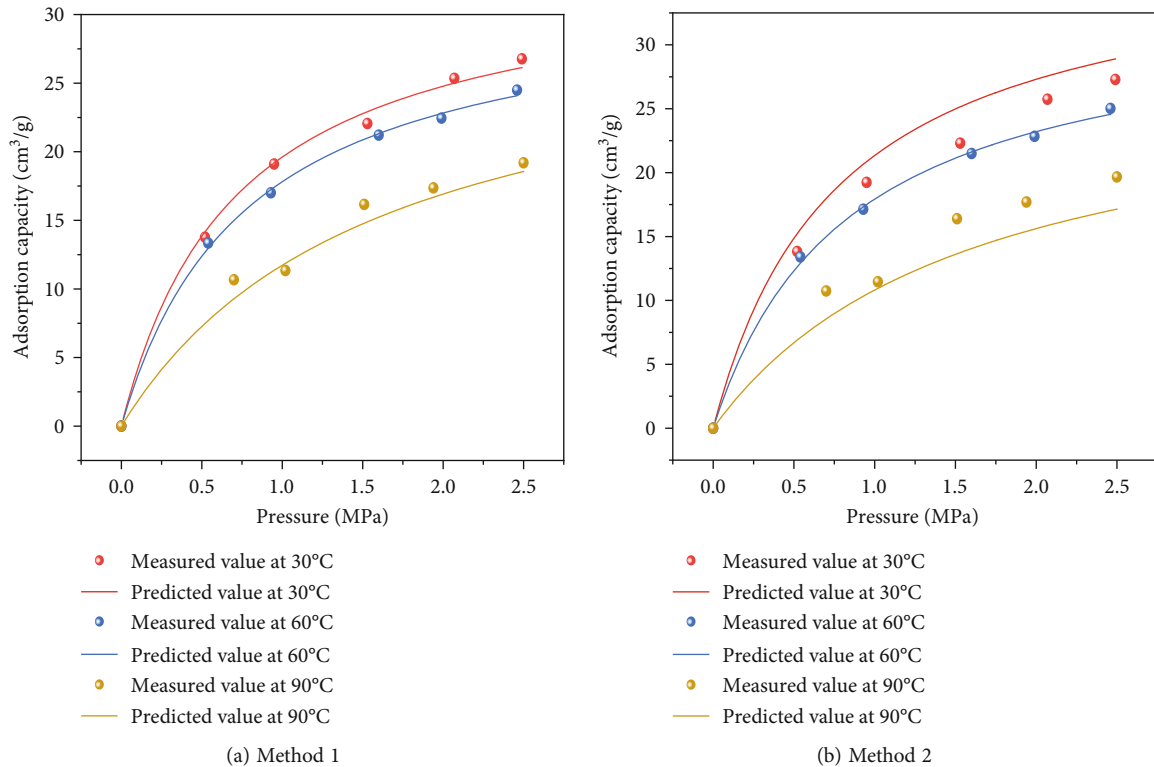 30
25
20
15
10
5
0
Adsorption capacity (cm³/g)
0.0 0.5 1.0 1.5 2.0 2.5
Pressure (MPa)
Measured value at 30°C
Predicted value at 30°C
Measured value at 60°C
Predicted value at 60°C
Measured value at 90°C
Predicted value at 90°C
(a) Method 1
30
25
20
15
10
5
0
Adsorption capacity (cm³/g)
0.0 0.5 1.0 1.5 2.0 2.5
Pressure (MPa)
Measured value at 30°C
Predicted value at 30°C
Measured value at 60°C
Predicted value at 60°C
Measured value at 90°C
Predicted value at 90°C
(b) Method 2